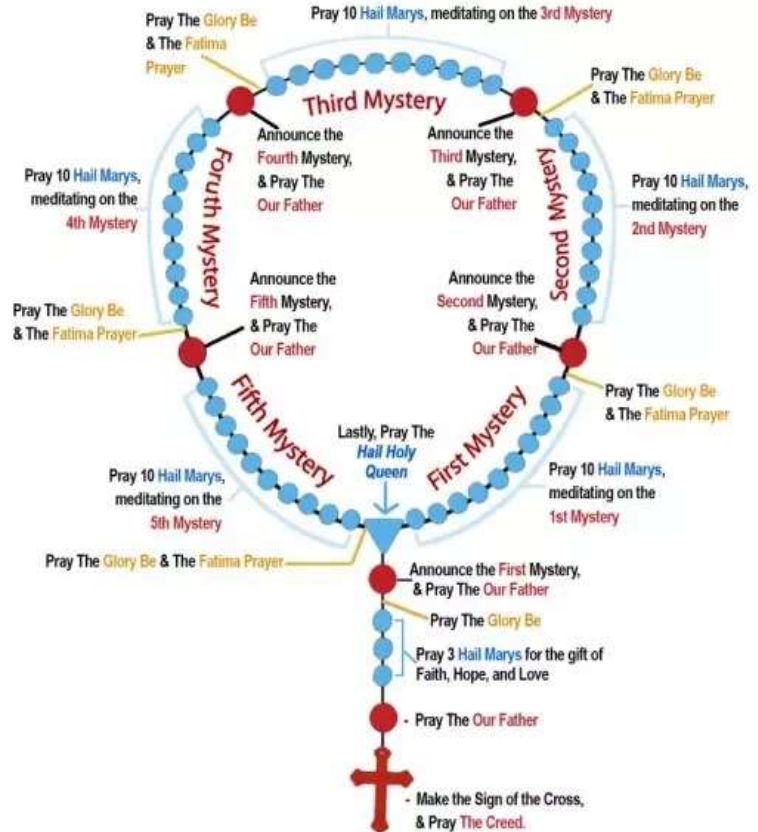 Pray 10 Hail Marys, meditating on the 3rd Mystery
Pray The Glory Be
& The Fatima
Prayer
Third Mystery
Pray The Glory Be
& The Fatima Prayer
Announce the
Fourth Mystery,
& Pray The
Our Father
Announce the
Third Mystery,
& Pray The
Our Father
Pray 10 Hail Marys,
meditating on the
4th Mystery
Foruth Mystery
Second Mystery
Pray 10 Hail Marys,
meditating on the
2nd Mystery
Announce the
Fifth Mystery,
& Pray The
Our Father
Announce the
Second Mystery,
& Pray The
Our Father
Pray The Glory Be
& The Fatima Prayer
Pray The Glory Be
& The Fatima Prayer
Fifth Mystery
First Mystery
Lastly, Pray The
Hail Holy
Queen
Pray 10 Hail Marys,
meditating on the
5th Mystery
Pray 10 Hail Marys,
meditating on the
1st Mystery
Pray The Glory Be & The Fatima Prayer
Announce the First Mystery,
& Pray The Our Father
Pray The Glory Be
Pray 3 Hail Marys for the gift of
Faith, Hope, and Love
- Pray The Our Father
- Make the Sign of the Cross,
& Pray The Creed.